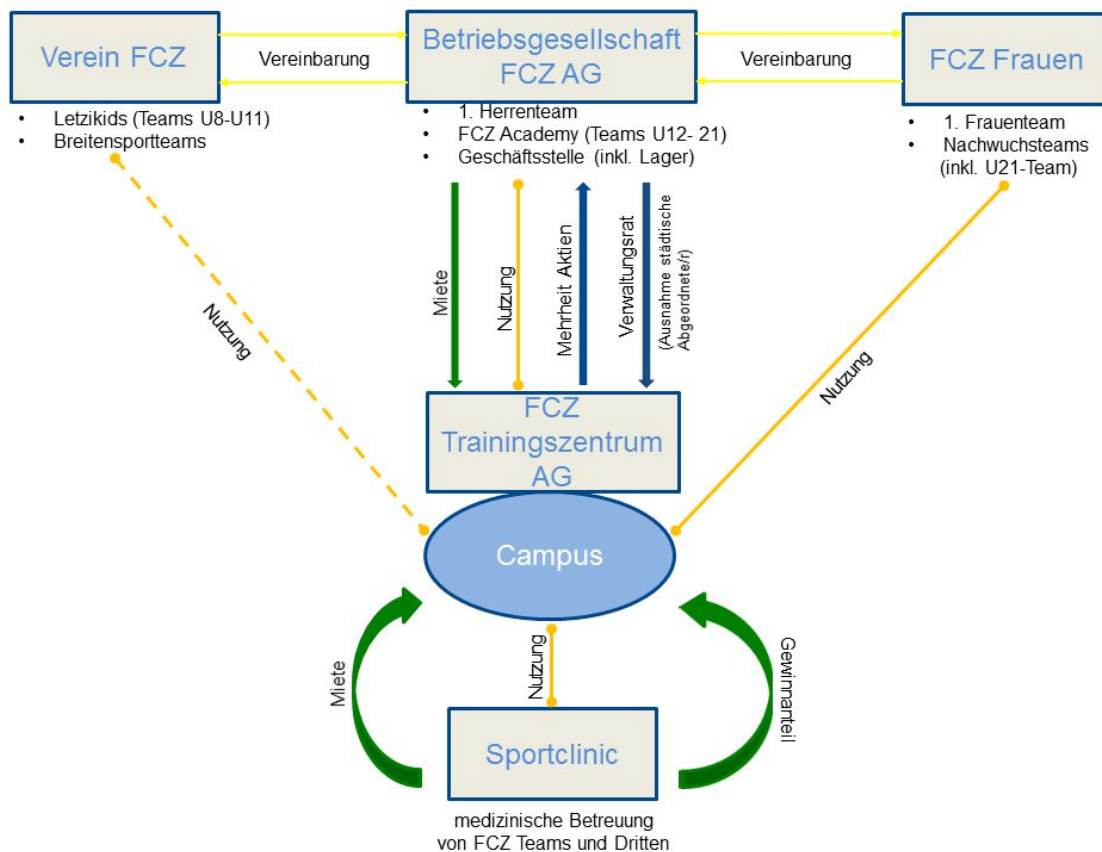 Verein FCZ
Vereinbarung
Betriebsgesellschaft
FCZ AG
Vereinbarung
FCZ Frauen
• Letzikids (Teams U8-U11)
• Breitensportteams
• 1. Herrenteam
• FCZ Academy (Teams U12- 21)
• Geschäftsstelle (inkl. Lager)
• 1. Frauenteam
• Nachwuchsteams
(inkl. U21-Team)
Nutzung
Miete
Nutzung
Mehrheit Aktien
Verwaltungsrat
(Ausnahme städtische
Abgeordnete/r)
Nutzung
FCZ
Trainingszentrum
AG
Campus
Miete
Nutzung
Gewinnanteil
Sportclinic
medizinische Betreuung
von FCZ Teams und Dritten